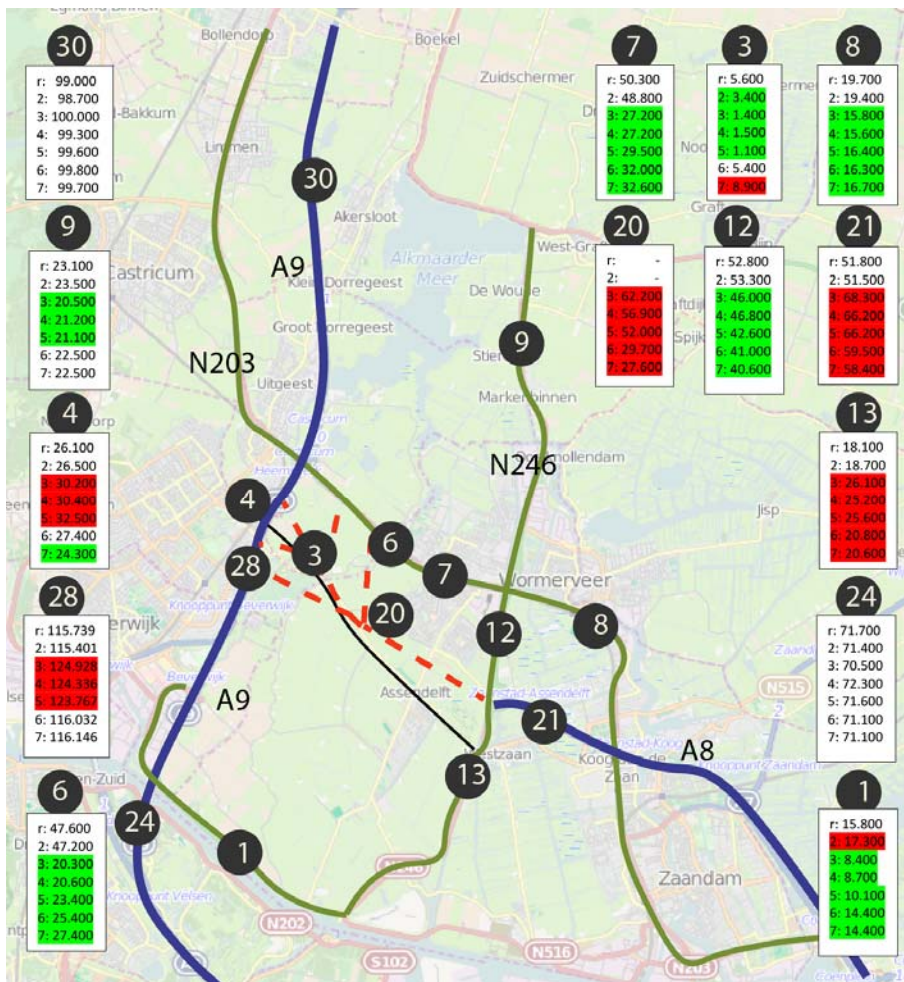 Bollendorp
Boekel
Zuidschermer
Limmen
Akersloot
Castricum
Klein Dorregeest
Groot Dorregeest
Uitgeest
Alkmaarder
Meer
De Woude
Markenbinnen
Graft
Jisp
Wormerveer
Assendelft
Zaandam
Knooppunt Beverwijk
Beverwijk
Knooppunt Velsen
Knooppunt Zaandam
A9
N203
N246
A9
A8
N515
N202
N246
S102
N516
N203
30
r: 99.000
2: 98.700
3: 100.000
4: 99.300
5: 99.600
6: 99.800
7: 99.700
7
r: 50.300
2: 48.800
3: 27.200
4: 27.200
5: 29.500
6: 32.000
7: 32.600
3
r: 5.600
2: 3.400
3: 1.400
4: 1.500
5: 1.100
6: 5.400
7: 8.900
8
r: 19.700
2: 19.400
3: 15.800
4: 15.600
5: 16.400
6: 16.300
7: 16.700
9
r: 23.100
2: 23.500
3: 20.500
4: 21.200
5: 21.100
6: 22.500
7: 22.500
20
r: -
2: -
3: 62.200
4: 56.900
5: 52.000
6: 29.700
7: 27.600
12
r: 52.800
2: 53.300
3: 46.000
4: 46.800
5: 42.600
6: 41.000
7: 40.600
21
r: 51.800
2: 51.500
3: 68.300
4: 66.200
5: 66.200
6: 59.500
7: 58.400
4
r: 26.100
2: 26.500
3: 30.200
4: 30.400
5: 32.500
6: 27.400
7: 24.300
13
r: 18.100
2: 18.700
3: 26.100
4: 25.200
5: 25.600
6: 20.800
7: 20.600
28
r: 115.739
2: 115.401
3: 124.928
4: 124.336
5: 123.767
6: 116.032
7: 116.146
24
r: 71.700
2: 71.400
3: 70.500
4: 72.300
5: 71.600
6: 71.100
7: 71.100
6
r: 47.600
2: 47.200
3: 20.300
4: 20.600
5: 23.400
6: 25.400
7: 27.400
1
r: 15.800
2: 17.300
3: 8.400
4: 8.700
5: 10.100
6: 14.400
7: 14.400
30
9
4
3
6
7
28
20
12
8
21
13
24
1